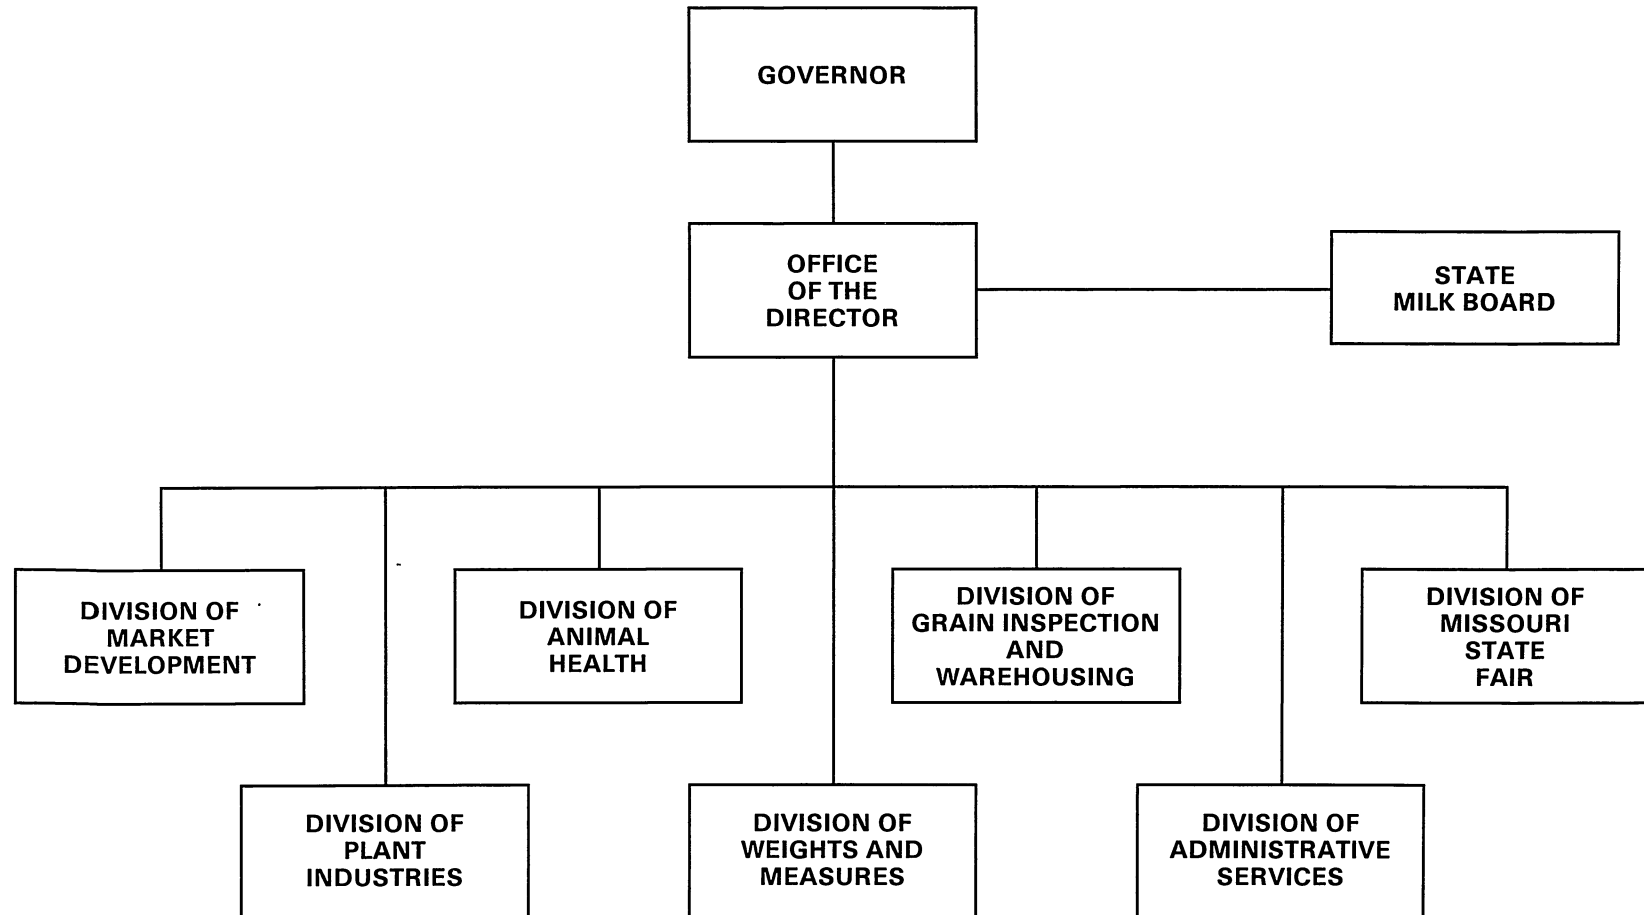 GOVERNOR
OFFICE
OF THE
DIRECTOR
STATE
MILK BOARD
DIVISION OF
MARKET
DEVELOPMENT
DIVISION OF
ANIMAL
HEALTH
DIVISION OF
GRAIN INSPECTION
AND
WAREHOUSING
DIVISION OF
MISSOURI
STATE
FAIR
DIVISION OF
PLANT
INDUSTRIES
DIVISION OF
WEIGHTS AND
MEASURES
DIVISION OF
ADMINISTRATIVE
SERVICES